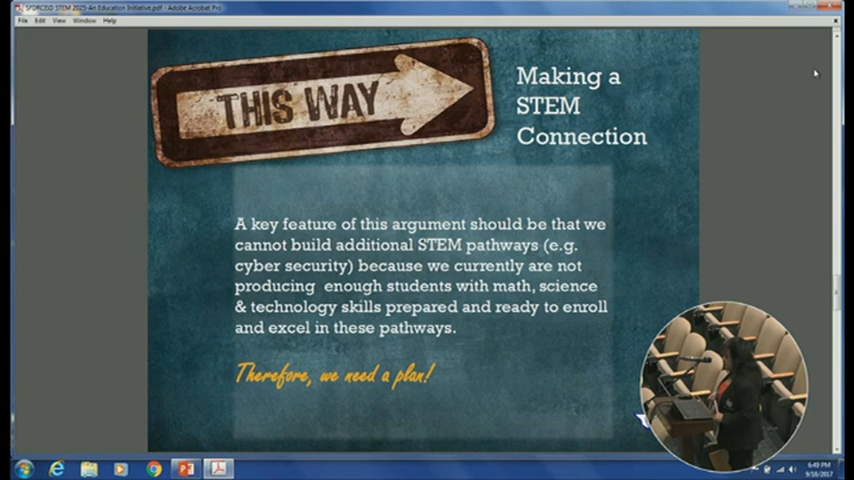 SFDRCISD STEM 2025-An Education Initiative.pdf - Adobe Acrobat Pro
File Edit View Window Help
THIS WAY
Making a
STEM
Connection
A key feature of this argument should be that we
cannot build additional STEM pathways (e.g.
cyber security) because we currently are not
producing enough students with math, science
& technology skills prepared and ready to enroll
and excel in these pathways.
Therefore, we need a plan!
6:49 PM
9/18/2017